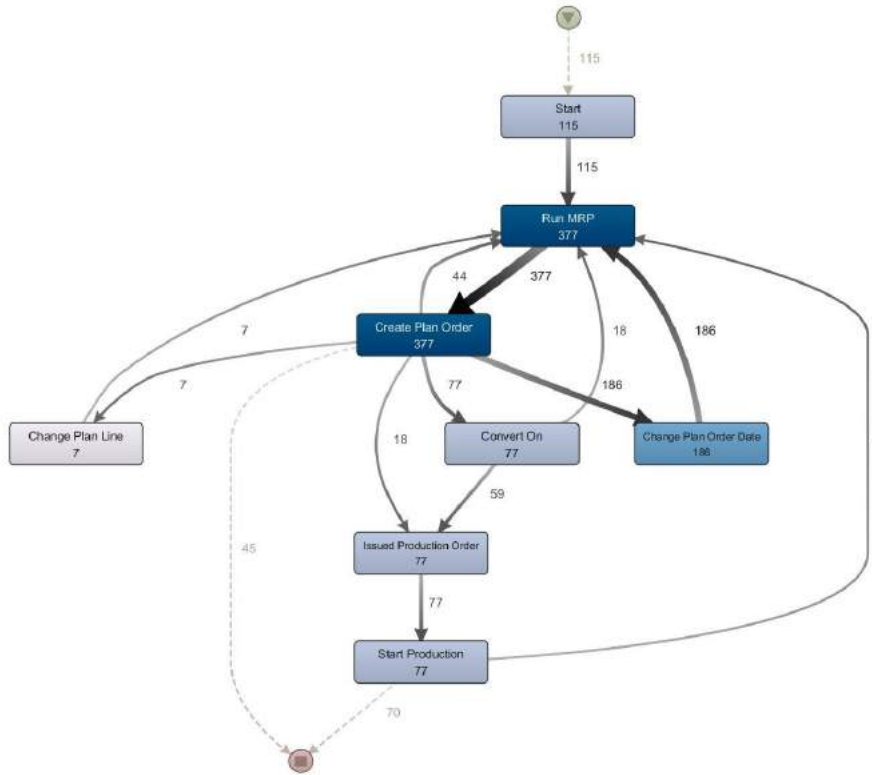 115
Start
115
115
Run MRP
377
44
377
Create Plan Order
377
7
18
186
7
77
186
Change Plan Line
7
18
Convert On
77
Change Plan Order Date
186
59
Issued Production Order
77
45
77
Start Production
77
70